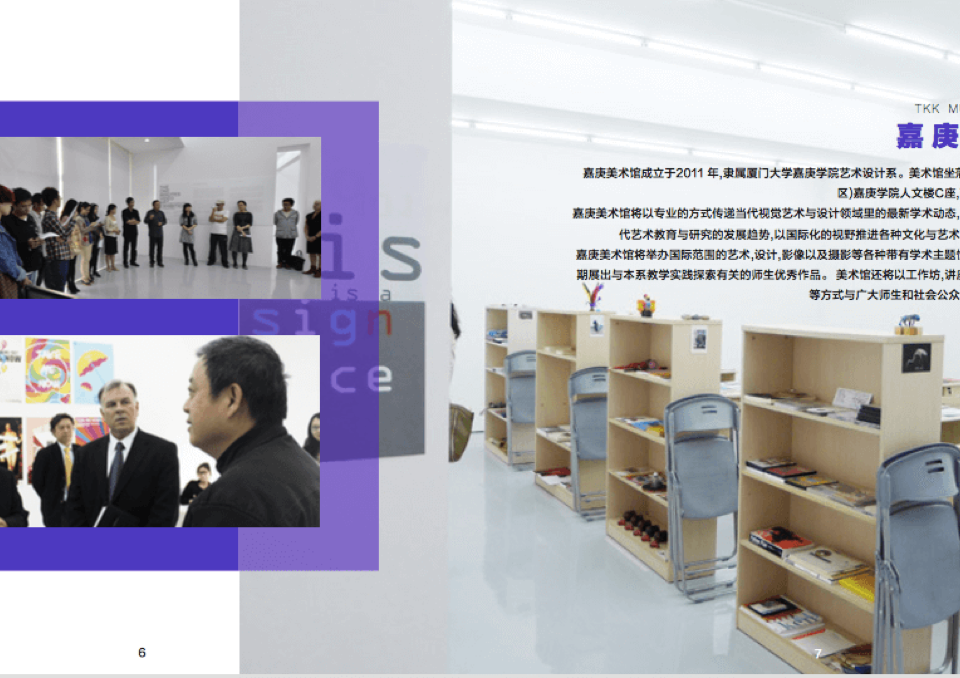 is
is a
sign
ce
6
TKK M
嘉庚
嘉庚美术馆成立于2011 年,隶属厦门大学嘉庚学院艺术设计系。美术馆坐落
区)嘉庚学院人文楼C座,
嘉庚美术馆将以专业的方式传递当代视觉艺术与设计领域里的最新学术动态,
代艺术教育与研究的发展趋势,以国际化的视野推进各种文化与艺术
嘉庚美术馆将举办国际范围的艺术,设计,影像以及摄影等各种带有学术主题性
期展出与本系教学实践探索有关的师生优秀作品。 美术馆还将以工作坊,讲座
等方式与广大师生和社会公众
7